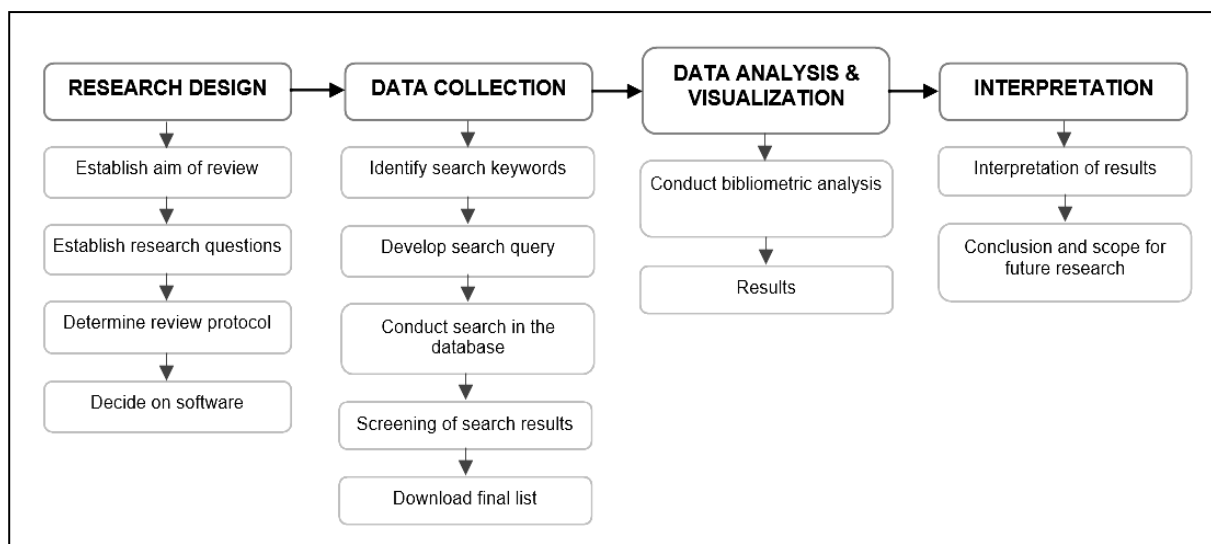 RESEARCH DESIGN
Establish aim of review
Establish research questions
Determine review protocol
Decide on software
DATA COLLECTION
Identify search keywords
Develop search query
Conduct search in the
database
Screening of search results
Download final list
DATA ANALYSIS &
VISUALIZATION
Conduct bibliometric analysis
Results
INTERPRETATION
Interpretation of results
Conclusion and scope for
future research